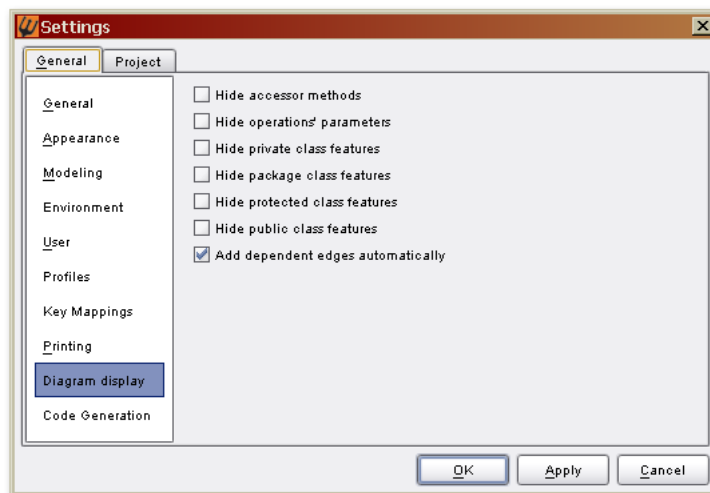 Settings
General
Project
General
Appearance
Modeling
Environment
User
Profiles
Key Mappings
Printing
Diagram display
Code Generation
Hide accessor methods
Hide operations' parameters
Hide private class features
Hide package class features
Hide protected class features
Hide public class features
Add dependent edges automatically
OK
Apply
Cancel